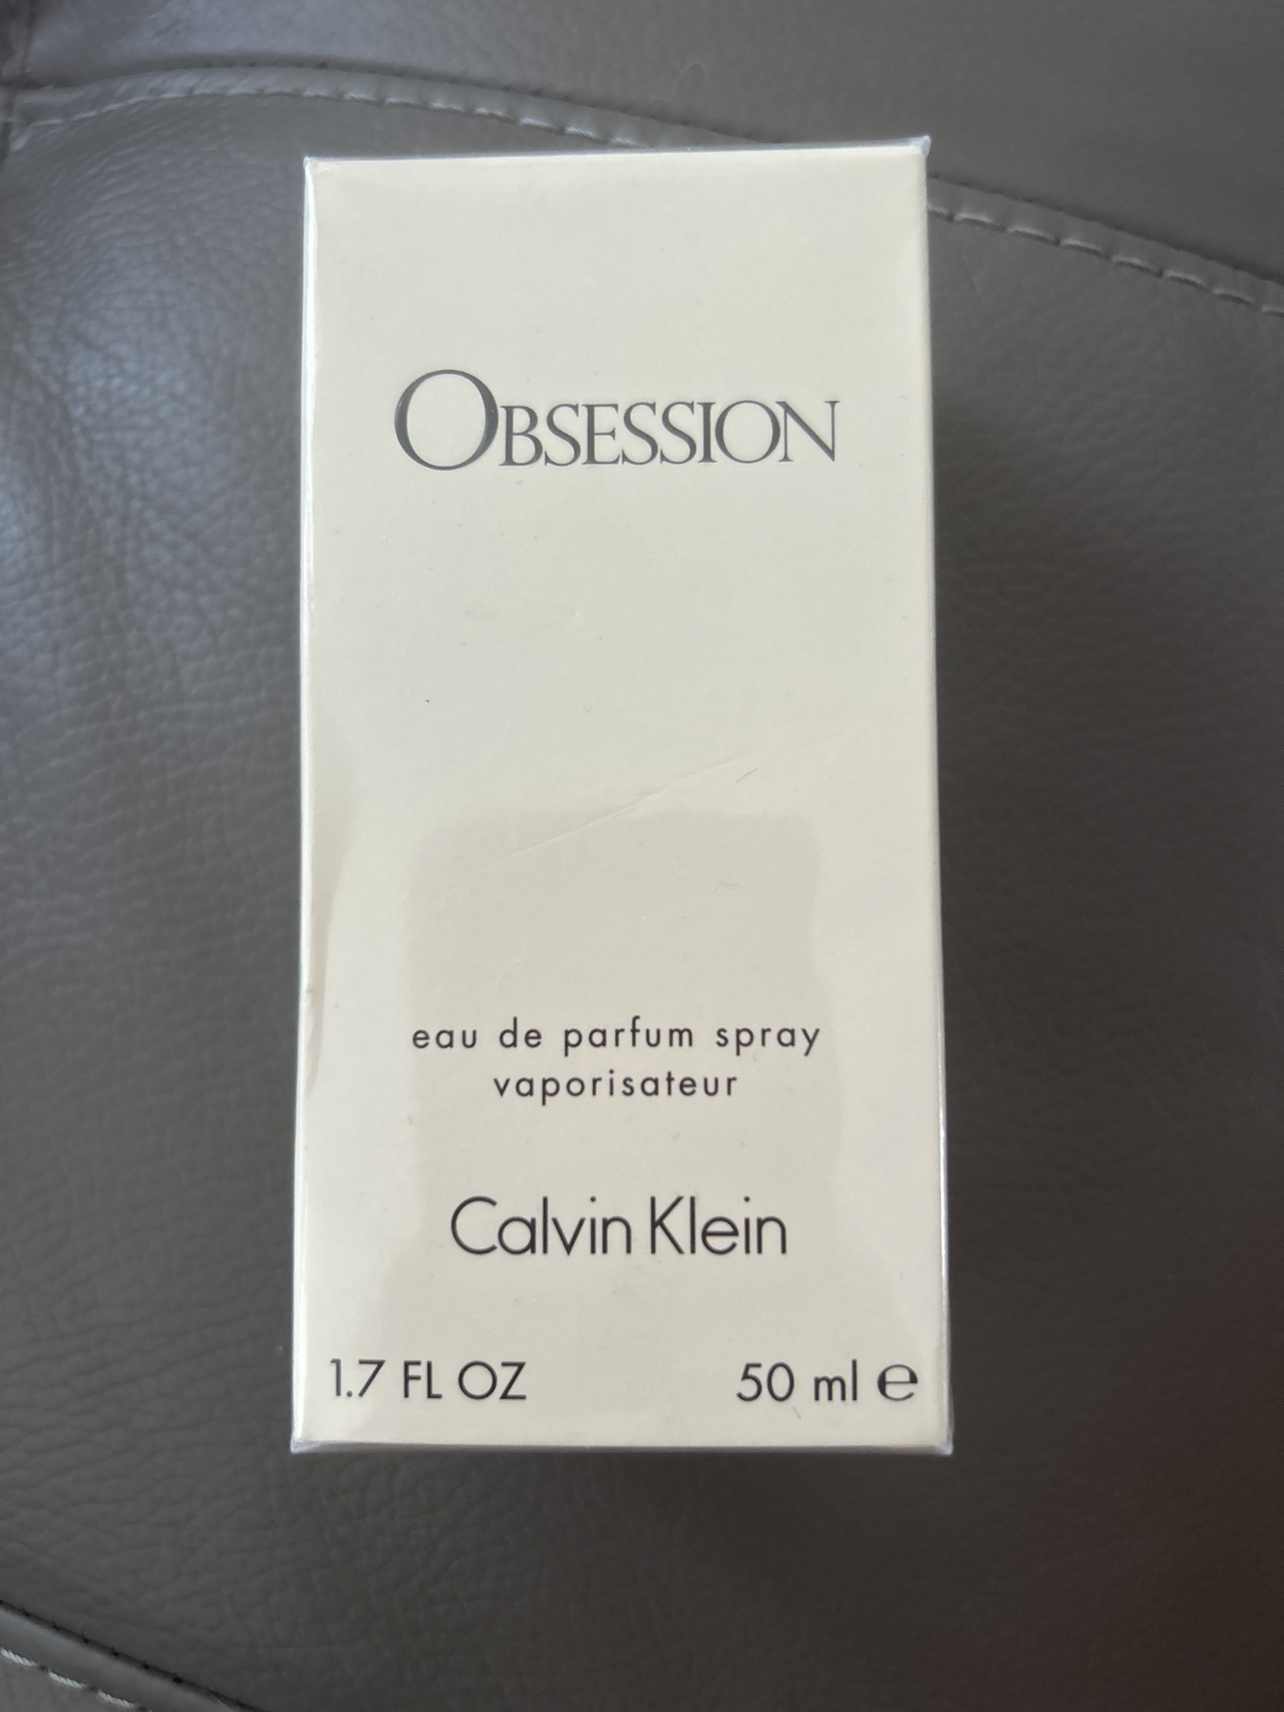 OBSESSION
eau de parfum spray
vaporisateur
Calvin Klein
1.7 FL OZ 50 ml ℮